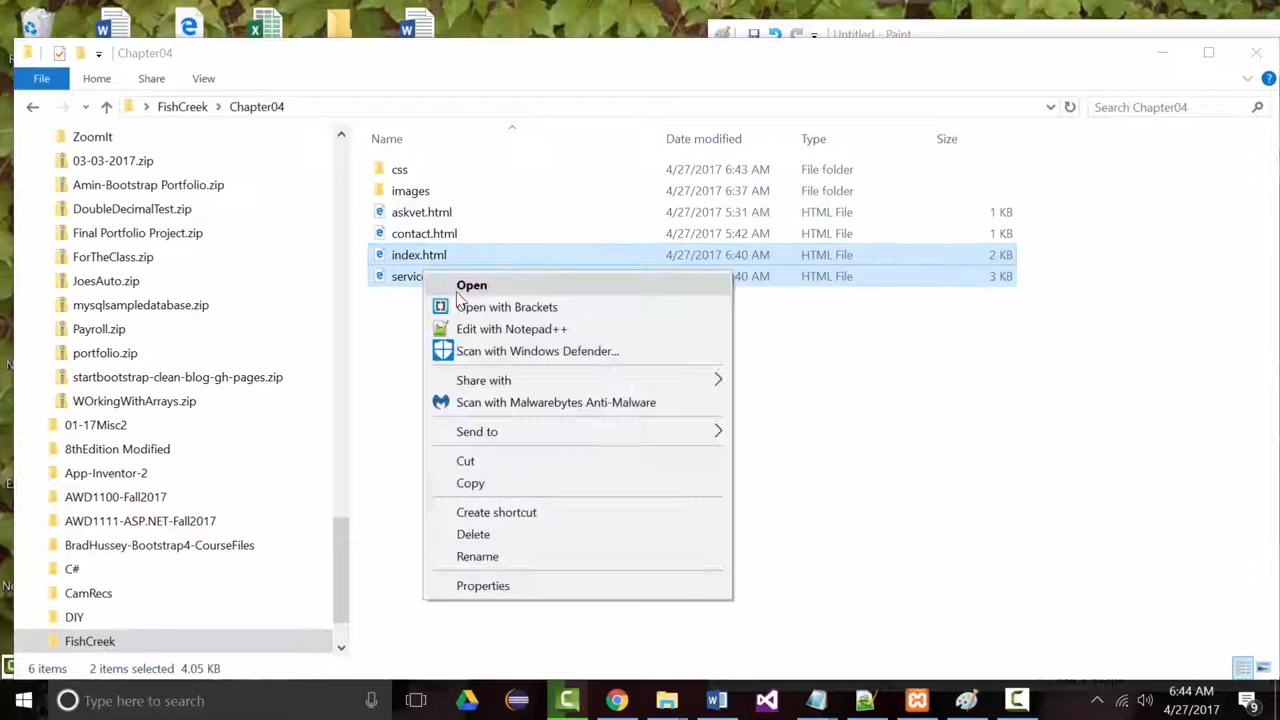 Untitled - Paint
Chapter04
File
Home
Share
View
FishCreek
Chapter04
Search Chapter04
Name
Date modified
Type
Size
ZoomIt
03-03-2017.zip
Amin-Bootstrap Portfolio.zip
DoubleDecimalTest.zip
Final Portfolio Project.zip
ForTheClass.zip
JoesAuto.zip
mysqlsampledatabase.zip
Payroll.zip
portfolio.zip
startbootstrap-clean-blog-gh-pages.zip
WOrkingWithArrays.zip
01-17Misc2
8thEdition Modified
App-Inventor-2
AWD1100-Fall2017
AWD1111-ASP.NET-Fall2017
BradHussey-Bootstrap4-CourseFiles
C#
CamRecs
DIY
FishCreek
css 4/27/2017 6:43 AM File folder
images 4/27/2017 6:37 AM File folder
askvet.html 4/27/2017 5:31 AM HTML File 1 KB
contact.html 4/27/2017 5:42 AM HTML File 1 KB
index.html 4/27/2017 6:40 AM HTML File 2 KB
servic :40 AM HTML File 3 KB
Open
Open with Brackets
Edit with Notepad++
Scan with Windows Defender...
Share with
Scan with Malwarebytes Anti-Malware
Send to
Cut
Copy
Create shortcut
Delete
Rename
Properties
6 items 2 items selected 4.05 KB
Type here to search
6:44 AM
4/27/2017
9